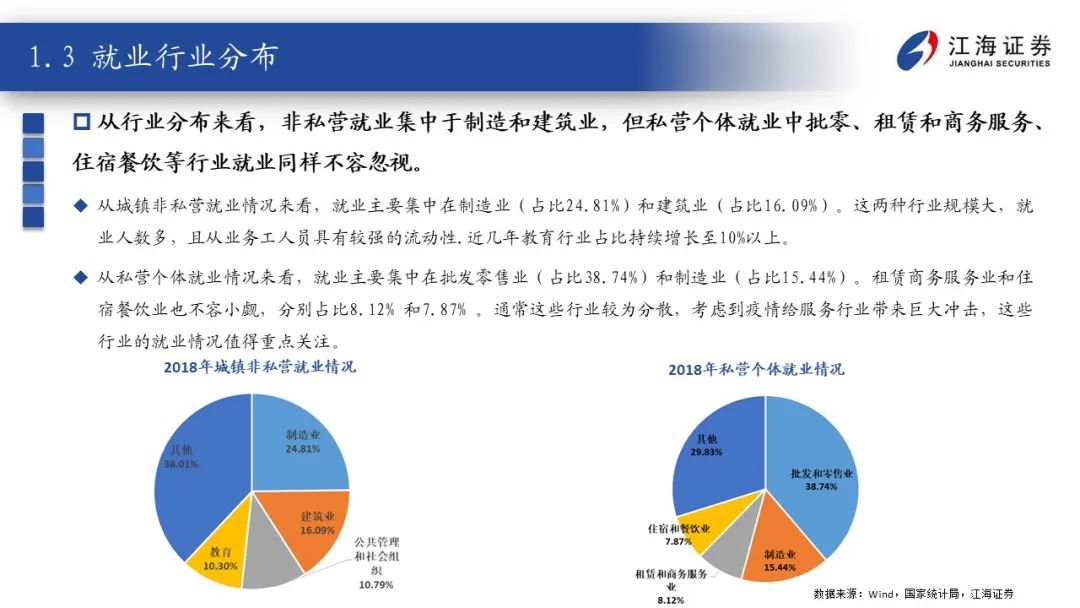 1.3 就业行业分布
江海证券
JIANGHAI SECURITIES
从行业分布来看，非私营就业集中于制造和建筑业，但私营个体就业中批零、租赁和商务服务、
住宿餐饮等行业就业同样不容忽视。
从城镇非私营就业情况来看，就业主要集中在制造业（占比24.81%）和建筑业（占比16.09%）。这两种行业规模大，就
业人数多，且从业务工人员具有较强的流动性.近几年教育行业占比持续增长至10%以上。
从私营个体就业情况来看，就业主要集中在批发零售业（占比38.74%）和制造业（占比15.44%）。租赁商务服务业和住
宿餐饮业也不容小觑，分别占比8.12% 和7.87% 。通常这些行业较为分散，考虑到疫情给服务行业带来巨大冲击，这些
行业的就业情况值得重点关注。
2018年城镇非私营就业情况
制造业
24.81%
建筑业
16.09%
公共管理
和社会组
织
10.79%
教育
10.30%
其他
38.01%
2018年私营个体就业情况
批发和零售业
38.74%
制造业
15.44%
租赁和商务服务
业
8.12%
住宿和餐饮业
7.87%
其他
29.83%
数据来源：Wind，国家统计局，江海证券